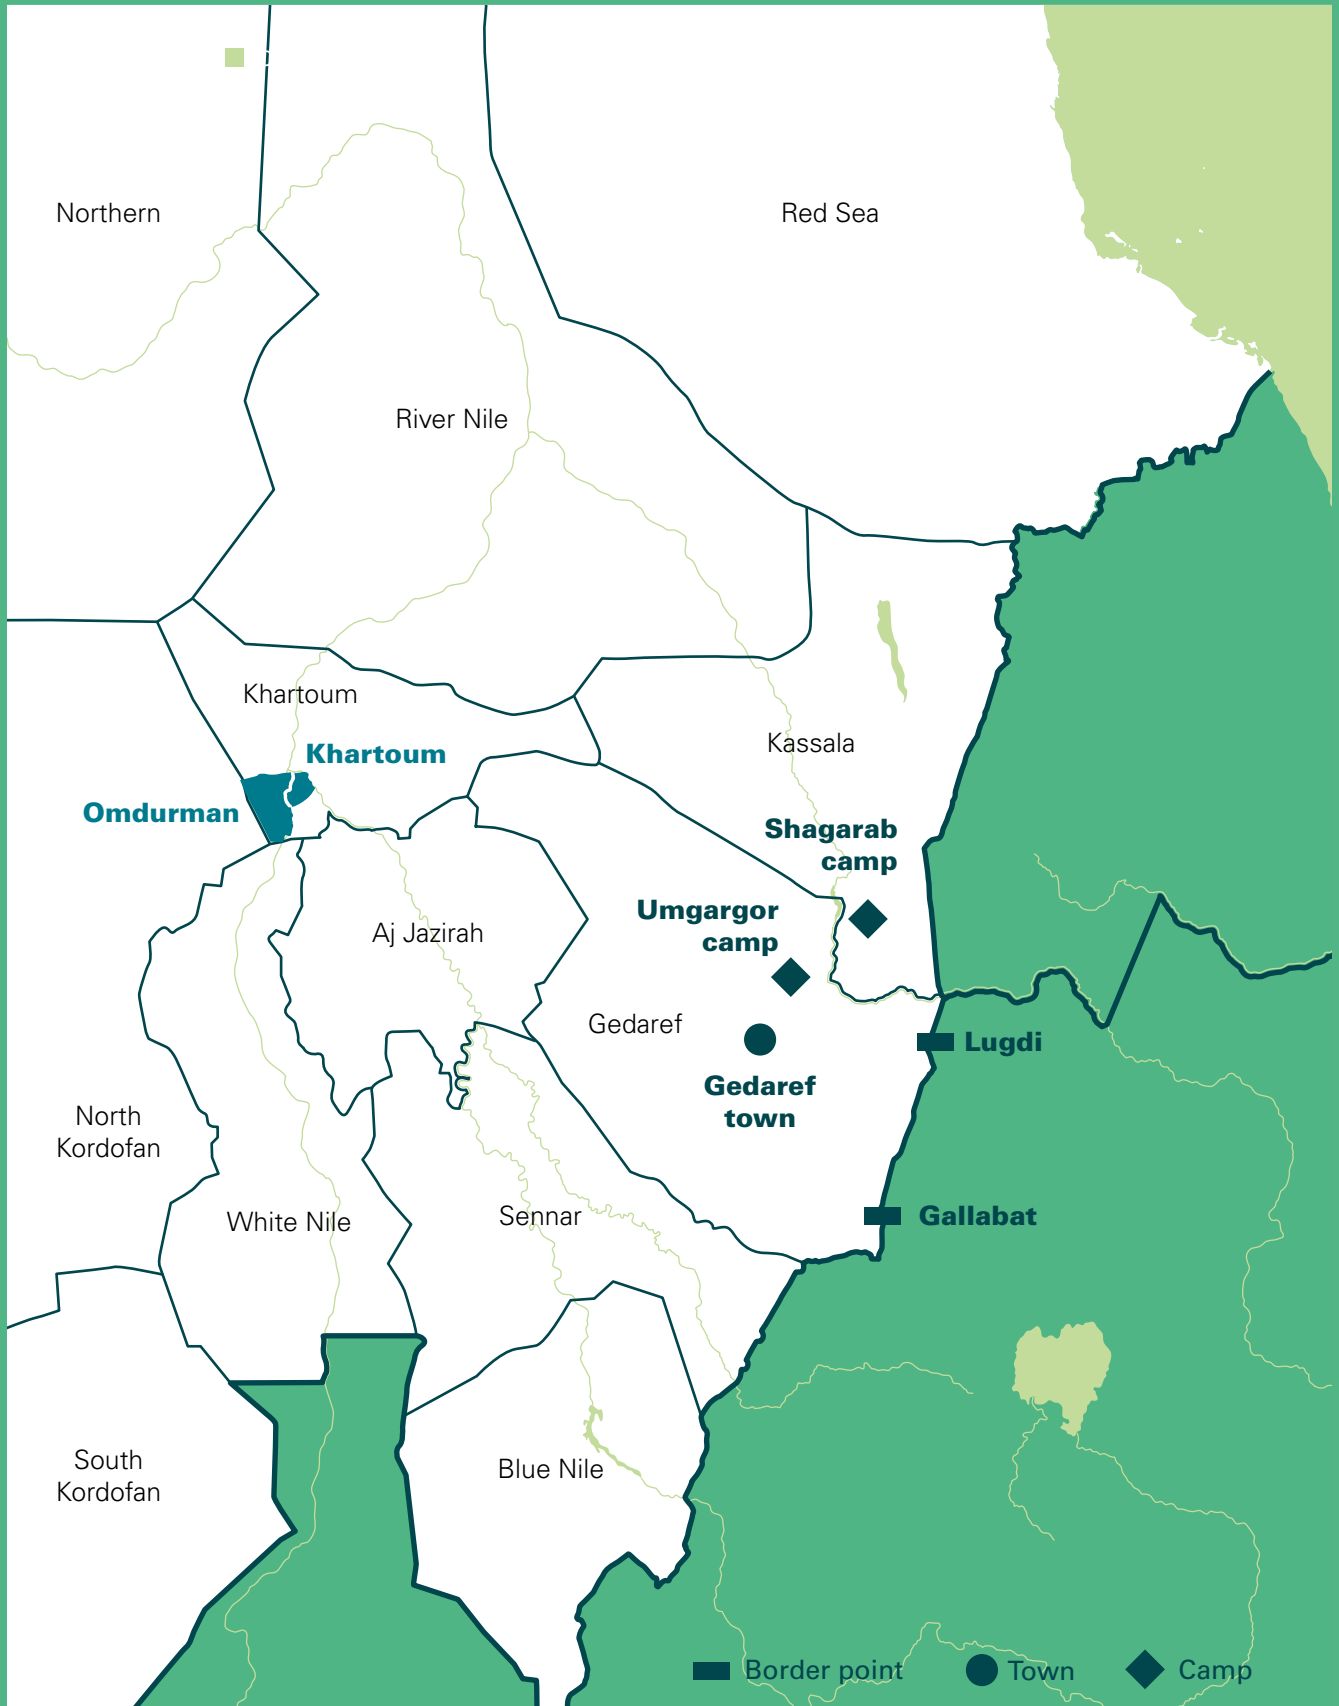 Northern
Red Sea
River Nile
Khartoum
Khartoum
Kassala
Omdurman
Shagarab
camp
Umgargor
camp
Aj Jazirah
Gedaref
Lugdi
Gedaref
town
North
Kordofan
White Nile
Sennar
Gallabat
South
Kordofan
Blue Nile
Border point
Town
Camp